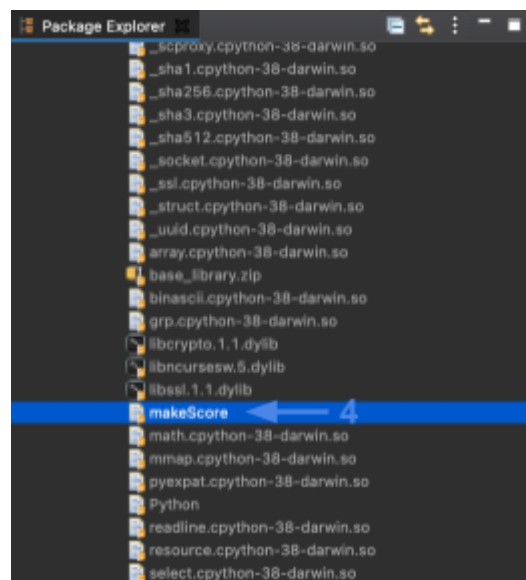 Package Explorer
_scproxy.cpython-38-darwin.so
_sha1.cpython-38-darwin.so
_sha256.cpython-38-darwin.so
_sha3.cpython-38-darwin.so
_sha512.cpython-38-darwin.so
_socket.cpython-38-darwin.so
_ssl.cpython-38-darwin.so
_struct.cpython-38-darwin.so
_uuid.cpython-38-darwin.so
array.cpython-38-darwin.so
base_library.zip
binascii.cpython-38-darwin.so
grp.cpython-38-darwin.so
libcrypto.1.1.dylib
libncursesw.5.dylib
libssl.1.1.dylib
makeScore 4
math.cpython-38-darwin.so
mmap.cpython-38-darwin.so
pyexpat.cpython-38-darwin.so
Python
readline.cpython-38-darwin.so
resource.cpython-38-darwin.so
select.cpython-38-darwin.so